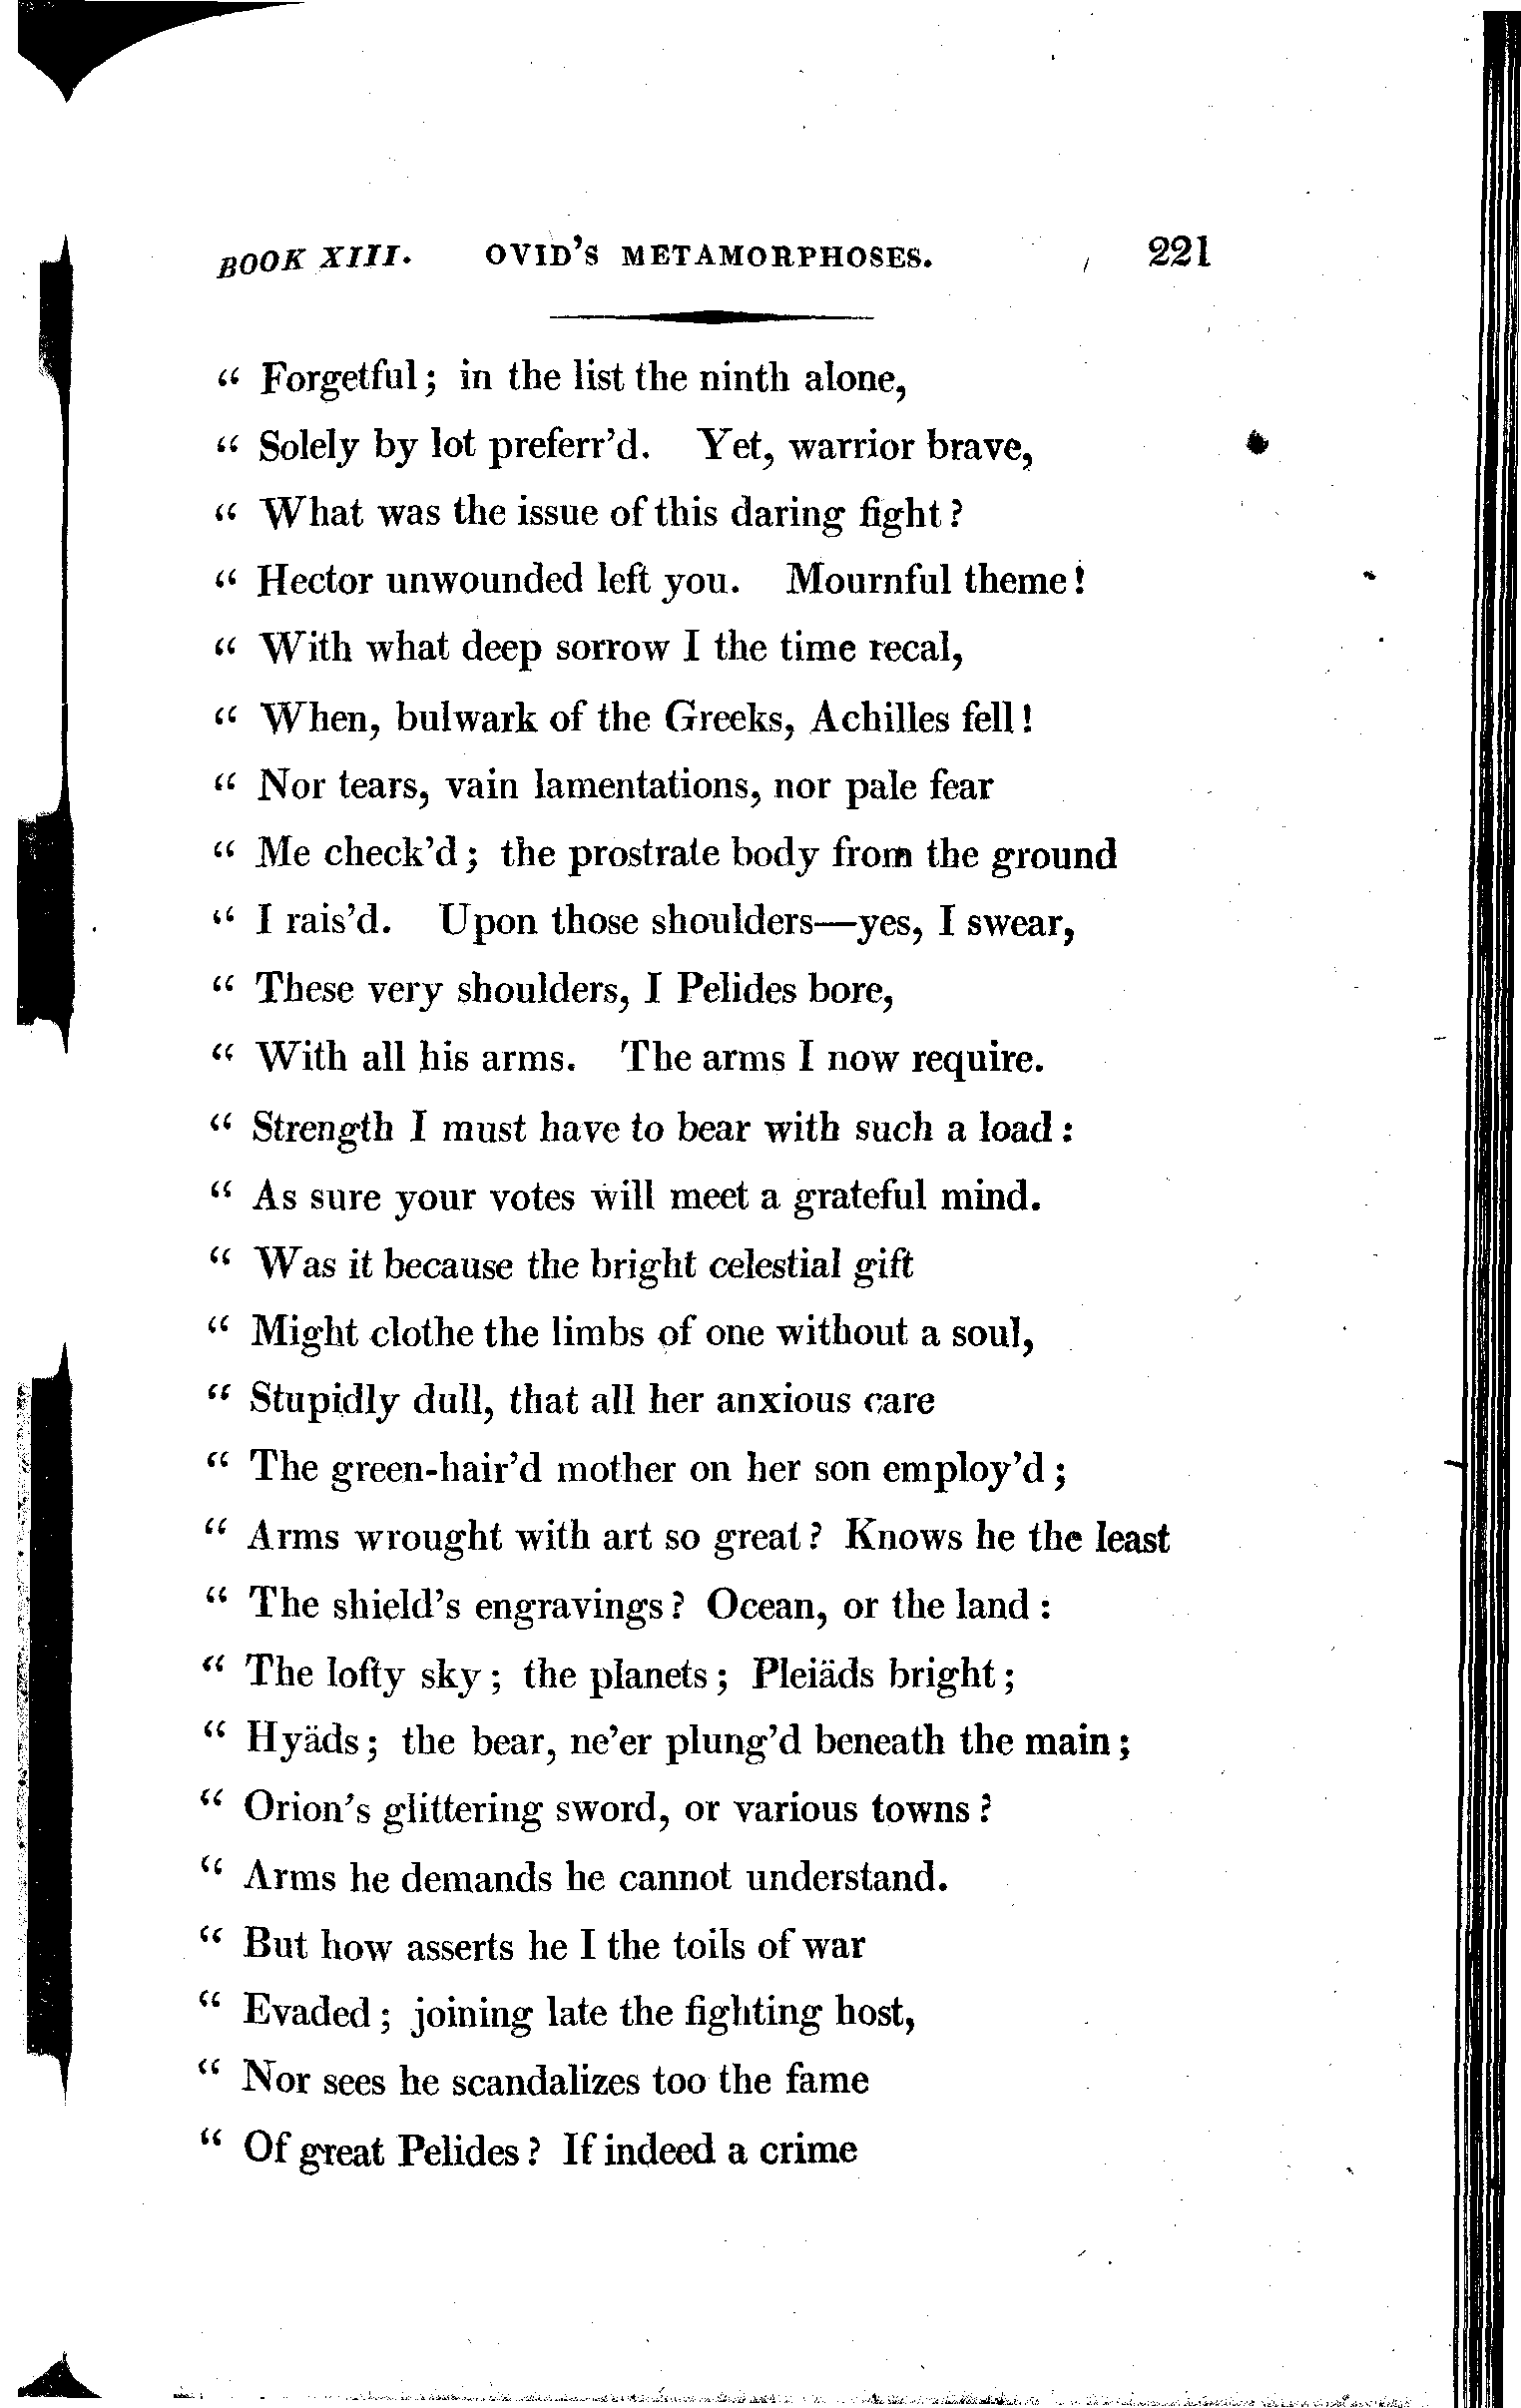 BOOK XIII. OVID'S METAMORPHOSES. 221
“ Forgetful; in the list the ninth alone,
“ Solely by lot preferr'd. Yet, warrior brave,
“ What was the issue of this daring fight?
“ Hector unwounded left you. Mournful theme!
“ With what deep sorrow I the time recal,
“ When, bulwark of the Greeks, Achilles fell!
“ Nor tears, vain lamentations, nor pale fear
“ Me check'd; the prostrate body from the ground
“ I rais'd. Upon those shoulders—yes, I swear,
“ These very shoulders, I Pelides bore,
“ With all his arms. The arms I now require.
“ Strength I must have to bear with such a load:
“ As sure your votes will meet a grateful mind.
“ Was it because the bright celestial gift
“ Might clothe the limbs of one without a soul,
“ Stupidly dull, that all her anxious care
“ The green-hair'd mother on her son employ'd;
“ Arms wrought with art so great? Knows he the least
“ The shield's engravings? Ocean, or the land:
“ The lofty sky; the planets; Pleiäds bright;
“ Hyäds; the bear, ne'er plung'd beneath the main;
“ Orion's glittering sword, or various towns?
“ Arms he demands he cannot understand.
“ But how asserts he I the toils of war
“ Evaded; joining late the fighting host,
“ Nor sees he scandalizes too the fame
“ Of great Pelides? If indeed a crime